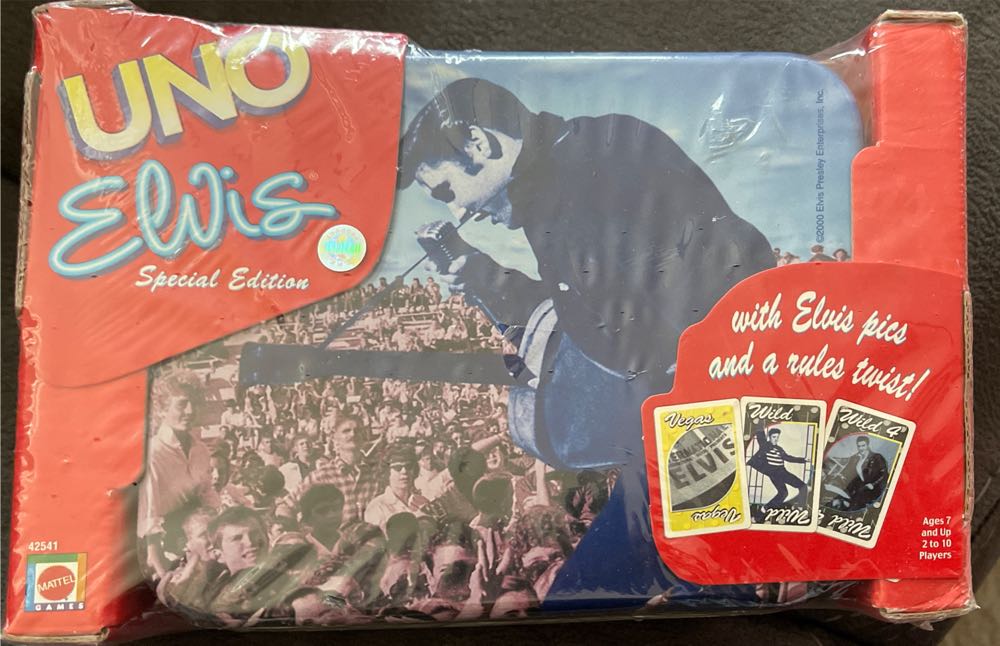 UNO
Elvis®
Special Edition
©2000 Elvis Presley Enterprises, Inc.
with Elvis pics
and a rules twist!
Vegas
ERNARD
ELVIS
Vegas
Wild
Wild
Wild 4
Wild
Ages 7
and Up
2 to 10
Players
42541
MATTEL
GAMES